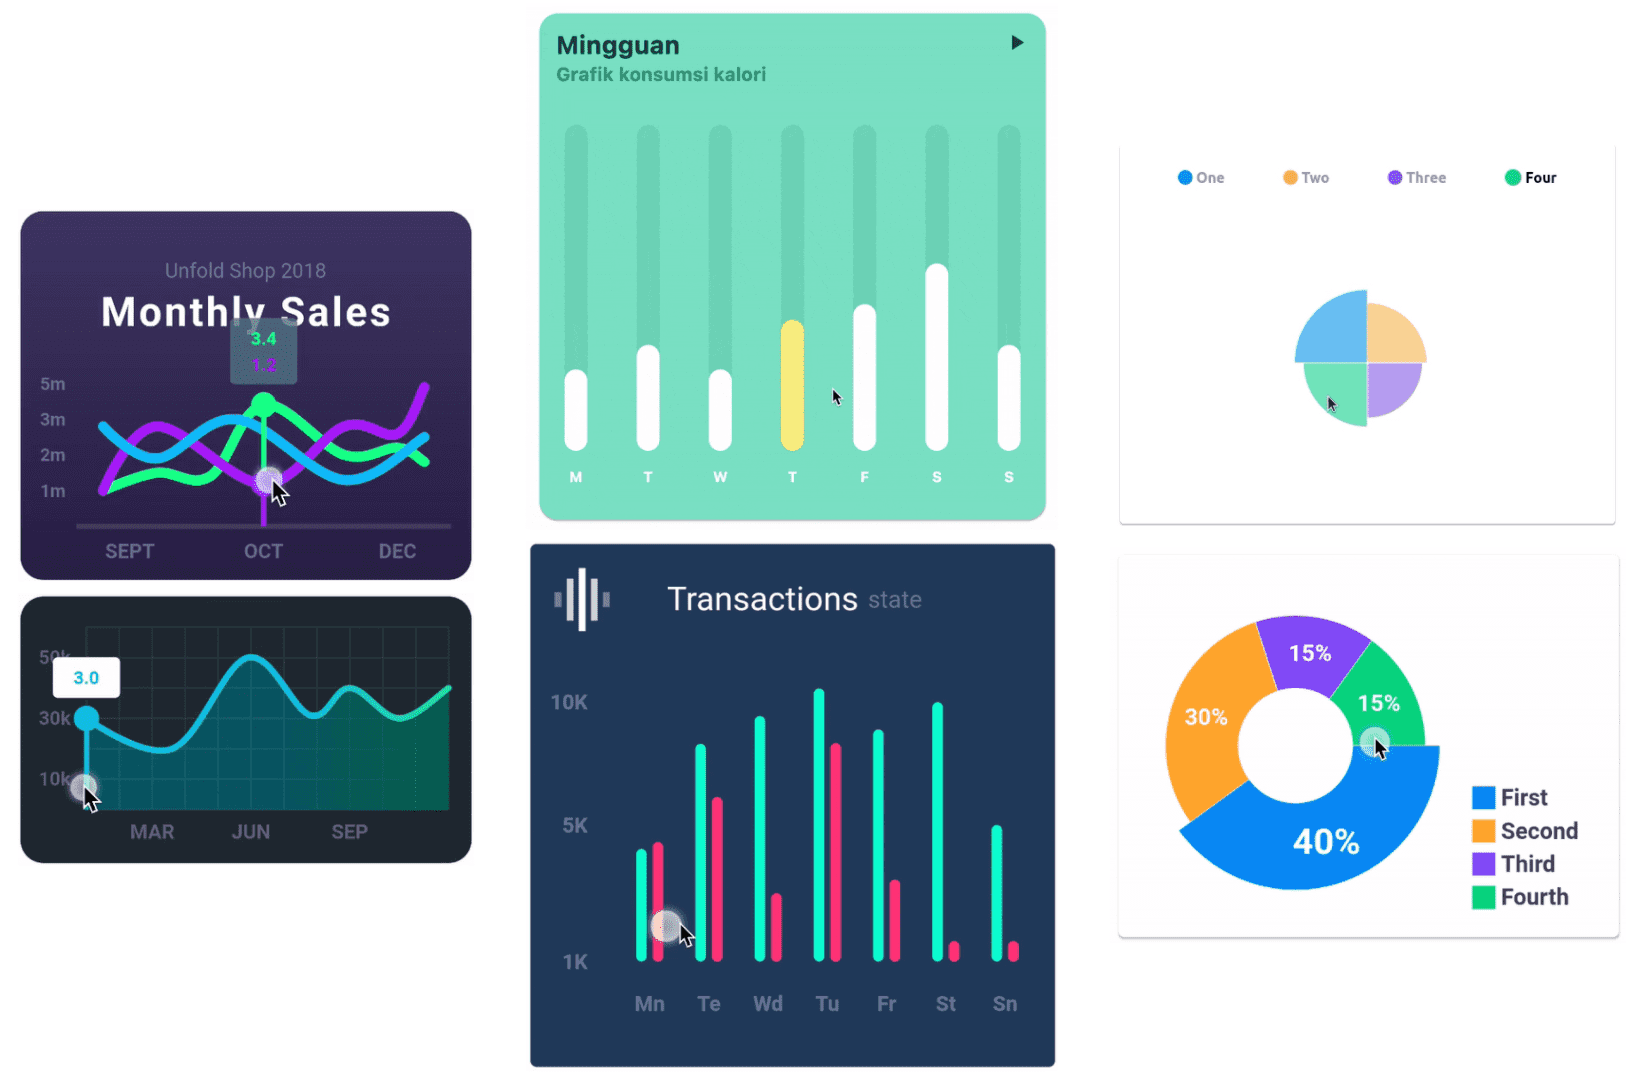 Unfold Shop 2018
Monthly Sales
3.4
1.2
5m
3m
2m
1m
SEPT OCT DEC
50k
3.0
30k
10k
MAR JUN SEP
Mingguan
Grafik konsumsi kalori
M T W T F S S
Transactions state
10K
5K
1K
Mn Te Wd Tu Fr St Sn
One Two Three Four
15%
15%
30%
40%
First
Second
Third
Fourth